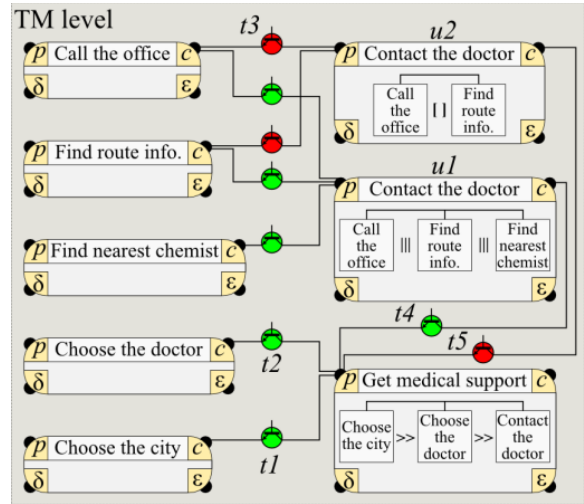 TM level
t3
u2
p Call the office c
δ ε
p Contact the doctor c
Call the office [ ] Find route info.
δ ε
p Find route info. c
δ ε
u1
p Contact the doctor c
Call the office ||| Find route info. ||| Find nearest chemist
δ ε
p Find nearest chemist c
δ ε
t4
t5
p Choose the doctor c
δ ε
t2
p Get medical support c
Choose the city >> Choose the doctor >> Contact the doctor
δ ε
p Choose the city c
δ ε
t1